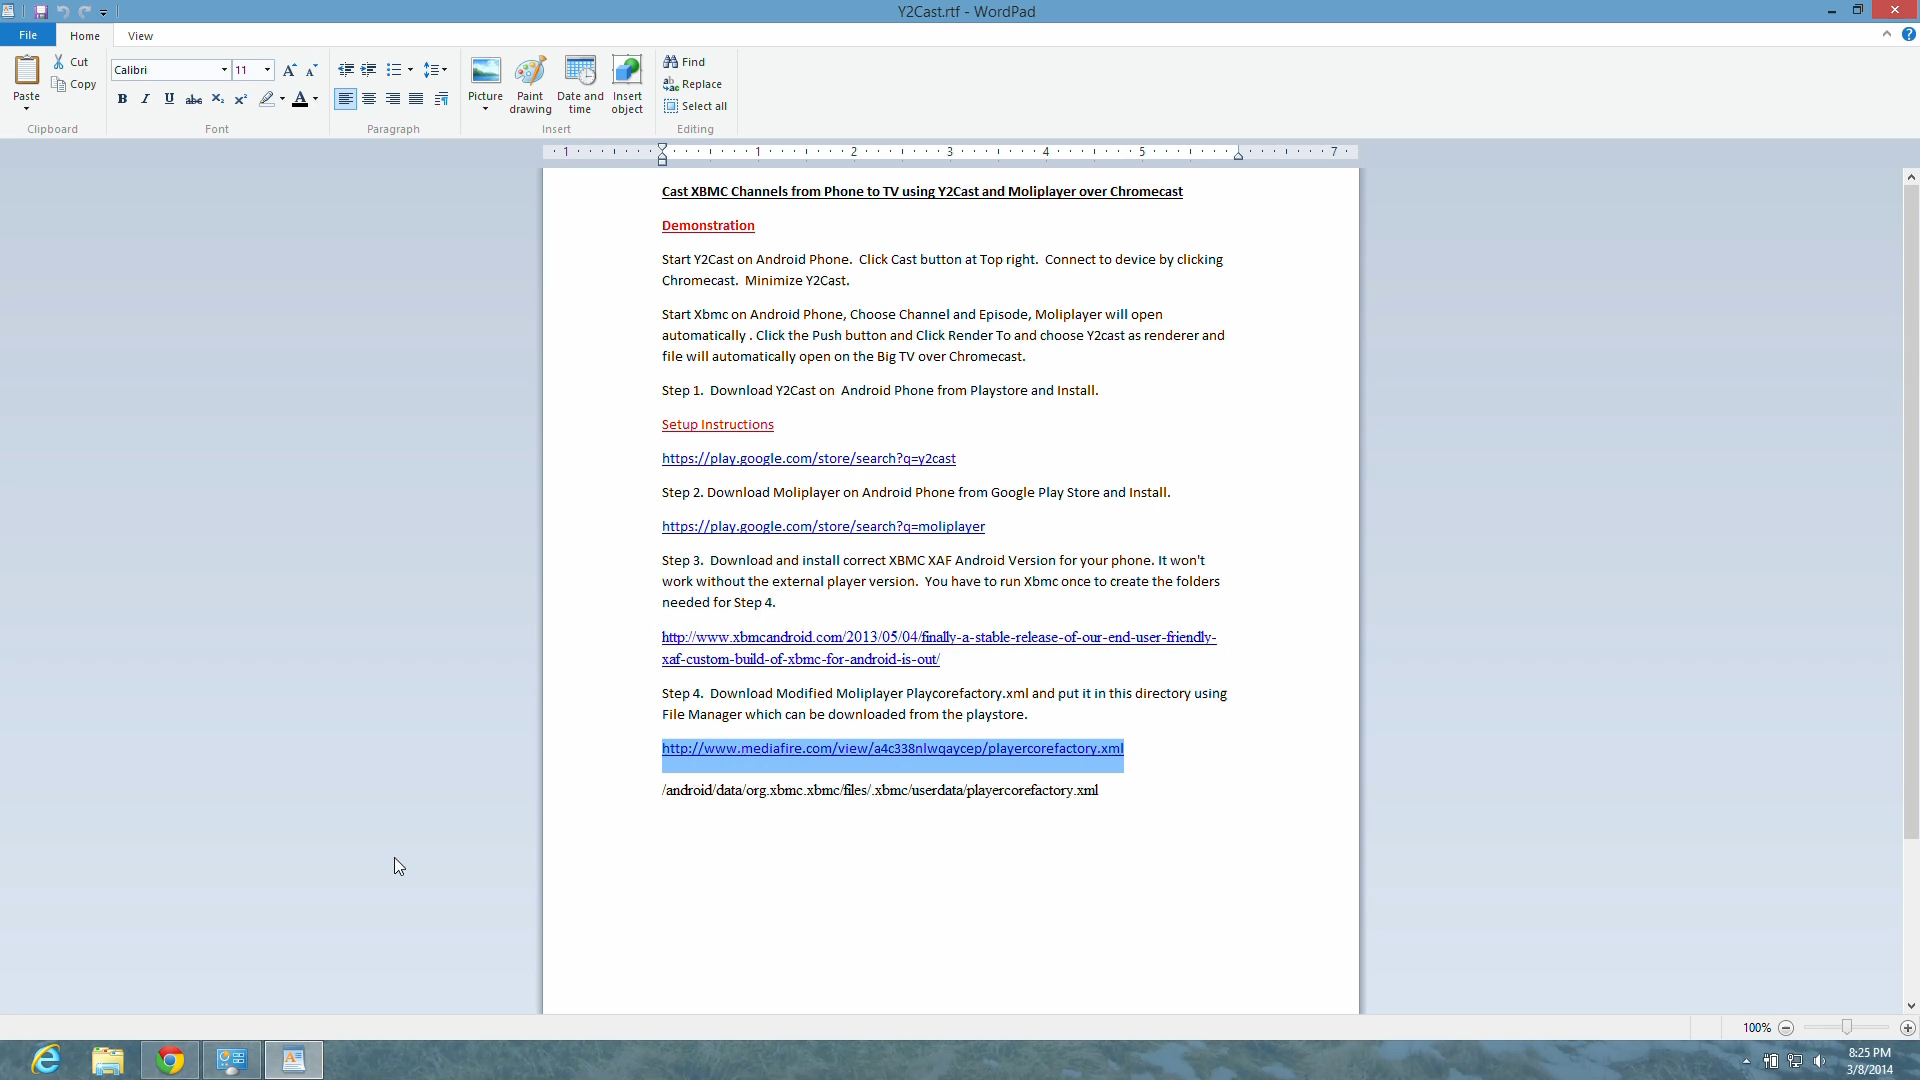 Y2Cast.rtf - WordPad
File Home View
Paste
Cut
Copy
Clipboard
Calibri 11
B I U abc X₂ X² A
Font
Paragraph
Picture
Paint drawing
Date and time
Insert object
Insert
Find
Replace
Select all
Editing
1 1 2 3 4 5 7
Cast XBMC Channels from Phone to TV using Y2Cast and Moliplayer over Chromecast
Demonstration
Start Y2Cast on Android Phone.  Click Cast button at Top right.  Connect to device by clicking
Chromecast.  Minimize Y2Cast.
Start Xbmc on Android Phone, Choose Channel and Episode, Moliplayer will open
automatically . Click the Push button and Click Render To and choose Y2cast as renderer and
file will automatically open on the Big TV over Chromecast.
Step 1.  Download Y2Cast on  Android Phone from Playstore and Install.
Setup Instructions
https://play.google.com/store/search?q=y2cast
Step 2. Download Moliplayer on Android Phone from Google Play Store and Install.
https://play.google.com/store/search?q=moliplayer
Step 3.  Download and install correct XBMC XAF Android Version for your phone. It won't
work without the external player version.  You have to run Xbmc once to create the folders
needed for Step 4.
http://www.xbmcandroid.com/2013/05/04/finally-a-stable-release-of-our-end-user-friendly-
xaf-custom-build-of-xbmc-for-android-is-out/
Step 4.  Download Modified Moliplayer Playcorefactory.xml and put it in this directory using
File Manager which can be downloaded from the playstore.
http://www.mediafire.com/view/a4c338nlwqaycep/playercorefactory.xml
/android/data/org.xbmc.xbmc/files/.xbmc/userdata/playercorefactory.xml
100%
8:25 PM
3/8/2014